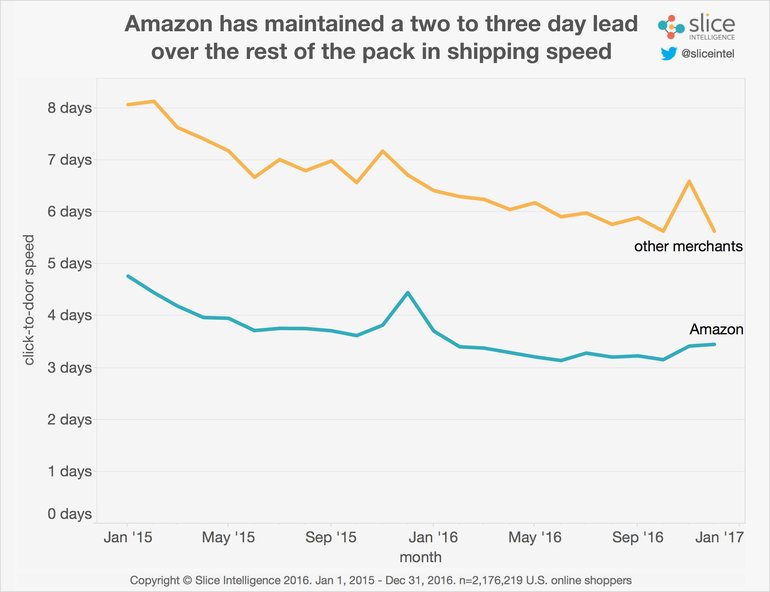 Amazon has maintained a two to three day lead
over the rest of the pack in shipping speed
slice
INTELLIGENCE
@sliceintel
click-to-door speed
8 days
7 days
6 days
5 days
4 days
3 days
2 days
1 days
0 days
other merchants
Amazon
Jan '15
May '15
Sep '15
Jan '16
May '16
Sep '16
Jan '17
month
Copyright © Slice Intelligence 2016. Jan 1, 2015 - Dec 31, 2016. n=2,176,219 U.S. online shoppers